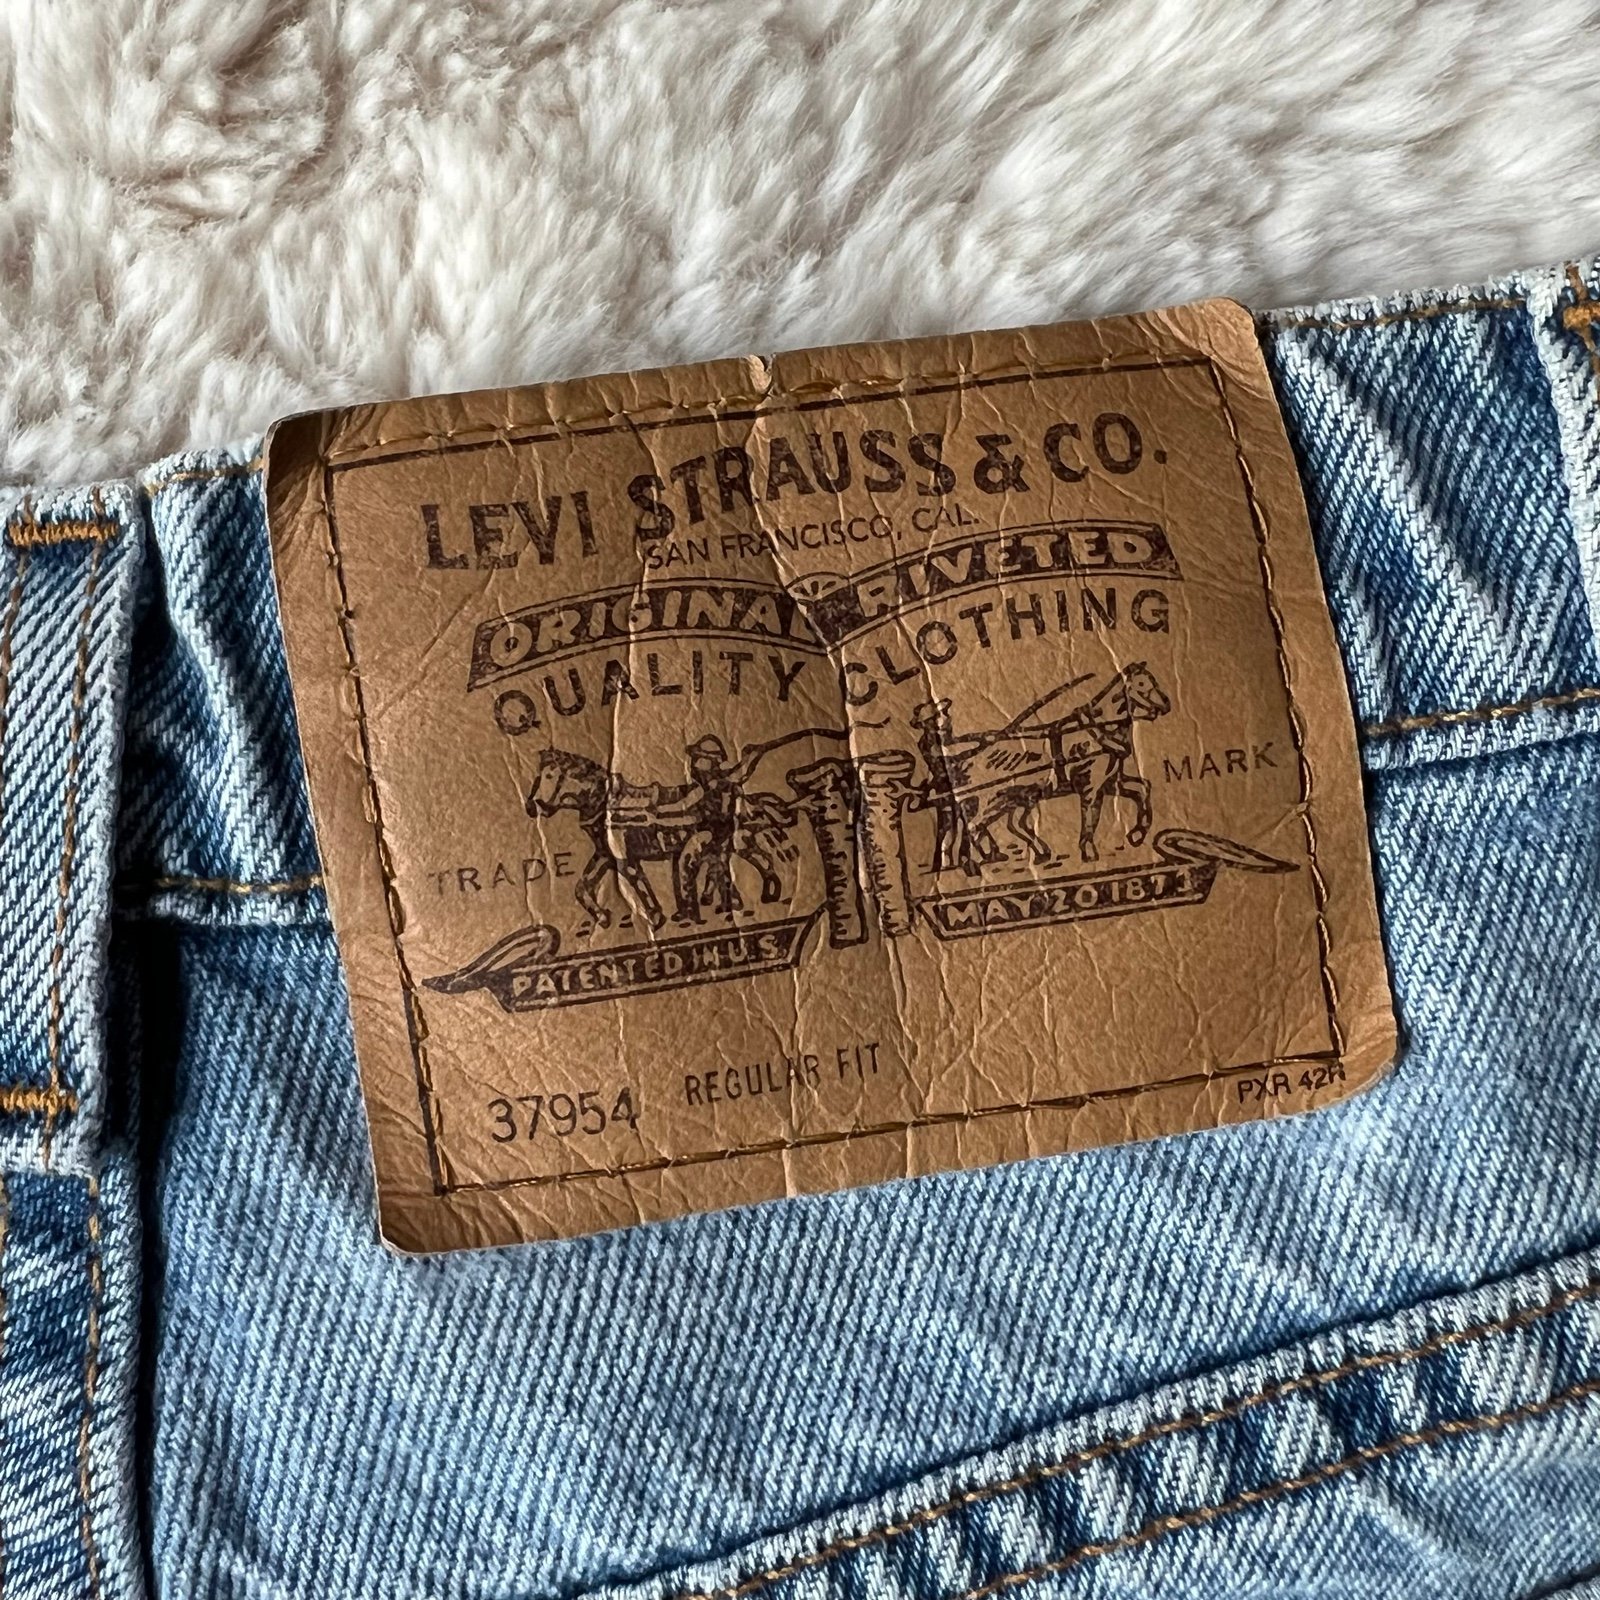 LEVI STRAUSS & CO.
SAN FRANCISCO, CAL.
ORIGINAL RIVETED
QUALITY CLOTHING
TRADE MARK
PATENTED IN U.S.
MAY 20 1873
37954
REGULAR FIT
PXR 42R